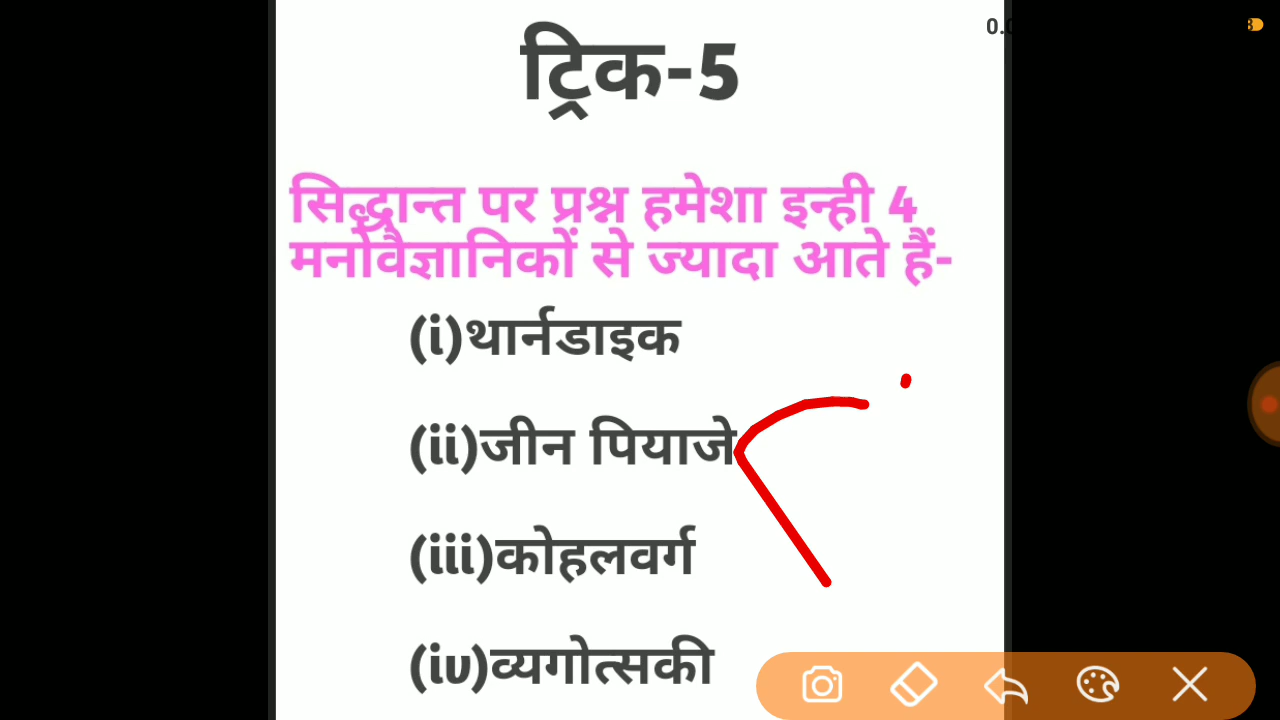 ट्रिक-5
सिद्धान्त पर प्रश्न हमेशा इन्ही 4
मनोवैज्ञानिकों से ज्यादा आते हैं-
(i)थार्नडाइक
(ii)जीन पियाजे
(iii)कोहलवर्ग
(iv)व्यगोत्सकी